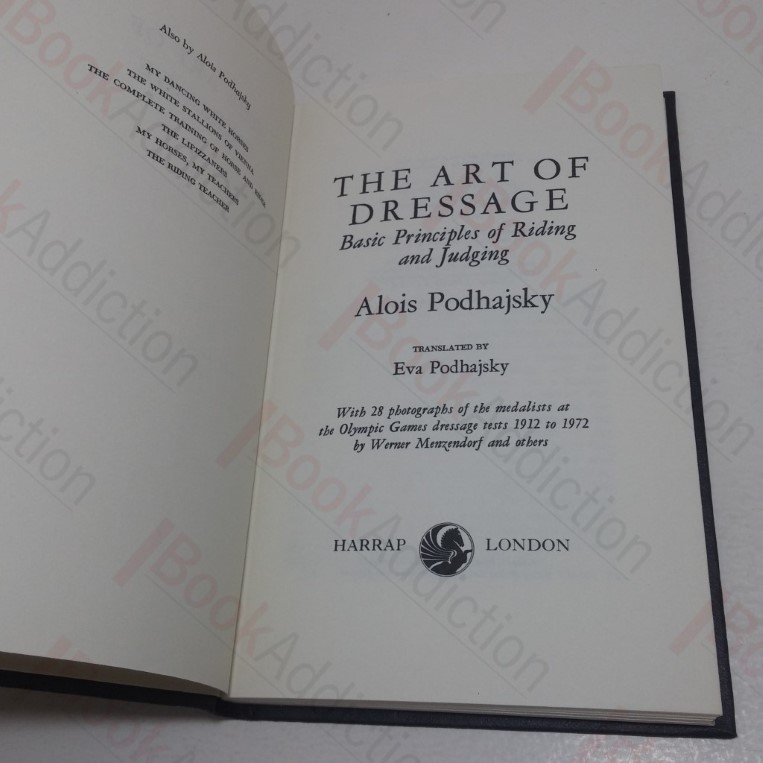 Also by Alois Podhajsky
MY DANCING WHITE HORSES
THE WHITE STALLIONS OF VIENNA
THE COMPLETE TRAINING OF HORSE AND RIDER
THE LIPIZZANERS
MY HORSES, MY TEACHERS
THE RIDING TEACHER
THE ART OF
DRESSAGE
Basic Principles of Riding
and Judging
Alois Podhajsky
TRANSLATED BY
Eva Podhajsky
With 28 photographs of the medalists at
the Olympic Games dressage tests 1912 to 1972
by Werner Menzendorf and others
HARRAP LONDON
BookAddiction